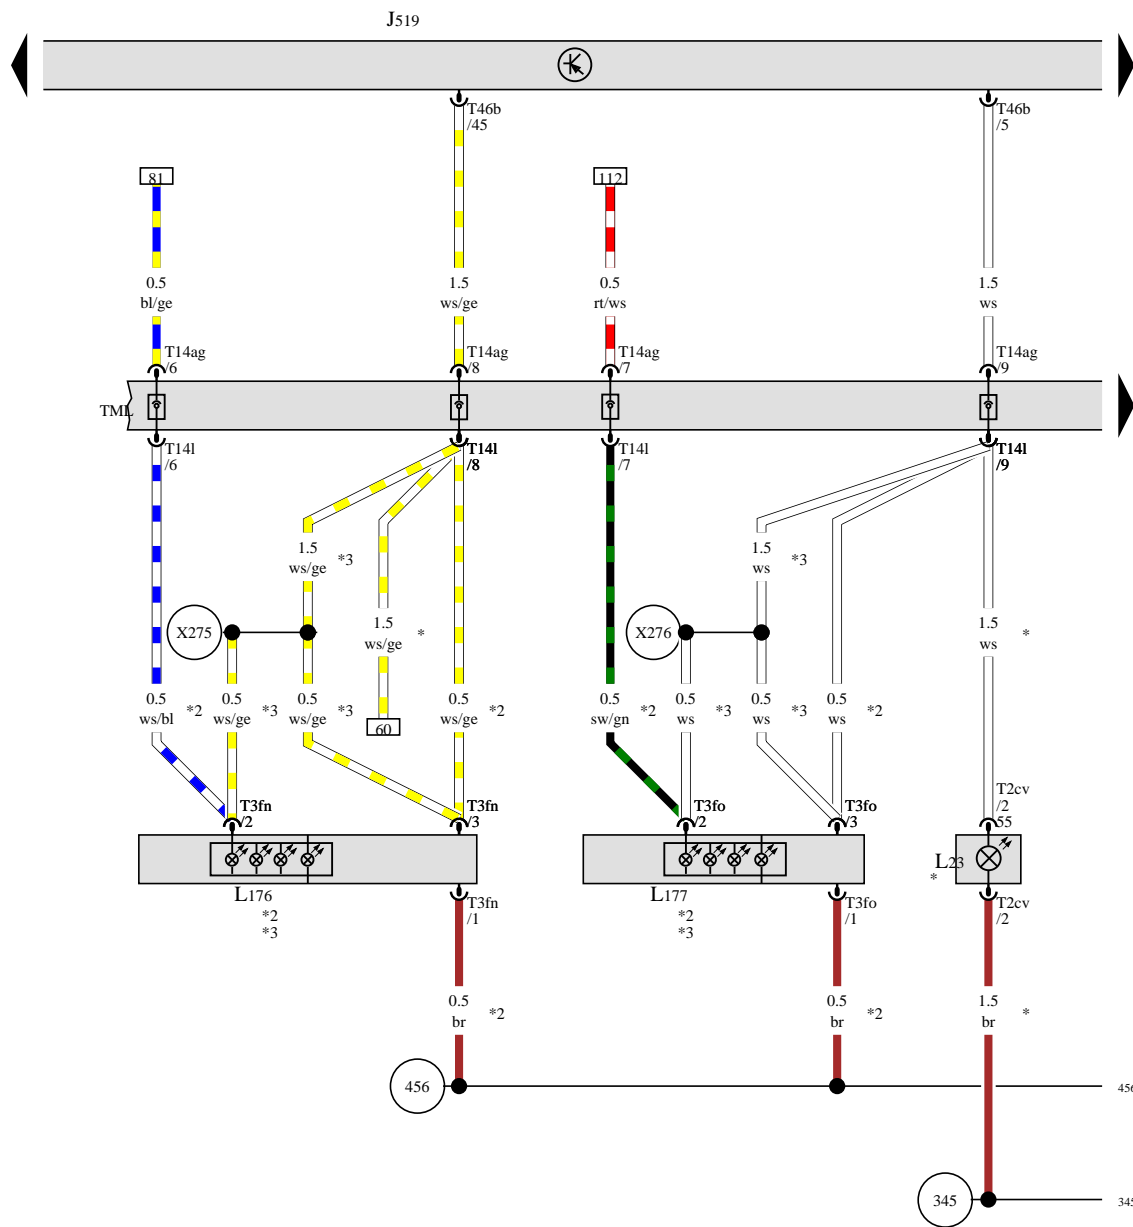 J519
T46b
/45
T46b
/5
81
112
0.5
bl/ge
1.5
ws/ge
0.5
rt/ws
1.5
ws
T14ag
/6
T14ag
/8
T14ag
/7
T14ag
/9
TML
T14l
/6
T14l
/8
T14l
/7
T14l
/9
1.5
ws/ge
*3
1.5
ws
*3
X275
1.5
ws/ge
*
X276
1.5
ws
*
0.5
ws/bl
*2
0.5
ws/ge
*3
0.5
ws/ge
*3
60
0.5
ws/ge
*2
0.5
sw/gn
*2
0.5
ws
*3
0.5
ws
*3
0.5
ws
*2
T3fn
/2
T3fn
/3
T3fo
/2
T3fo
/3
T2cv
/2
55
L176
*2
*3
L177
*2
*3
L23
*
T3fn
/1
T3fo
/1
T2cv
/2
0.5
br
*2
0.5
br
*2
1.5
br
*
456
456
345
345